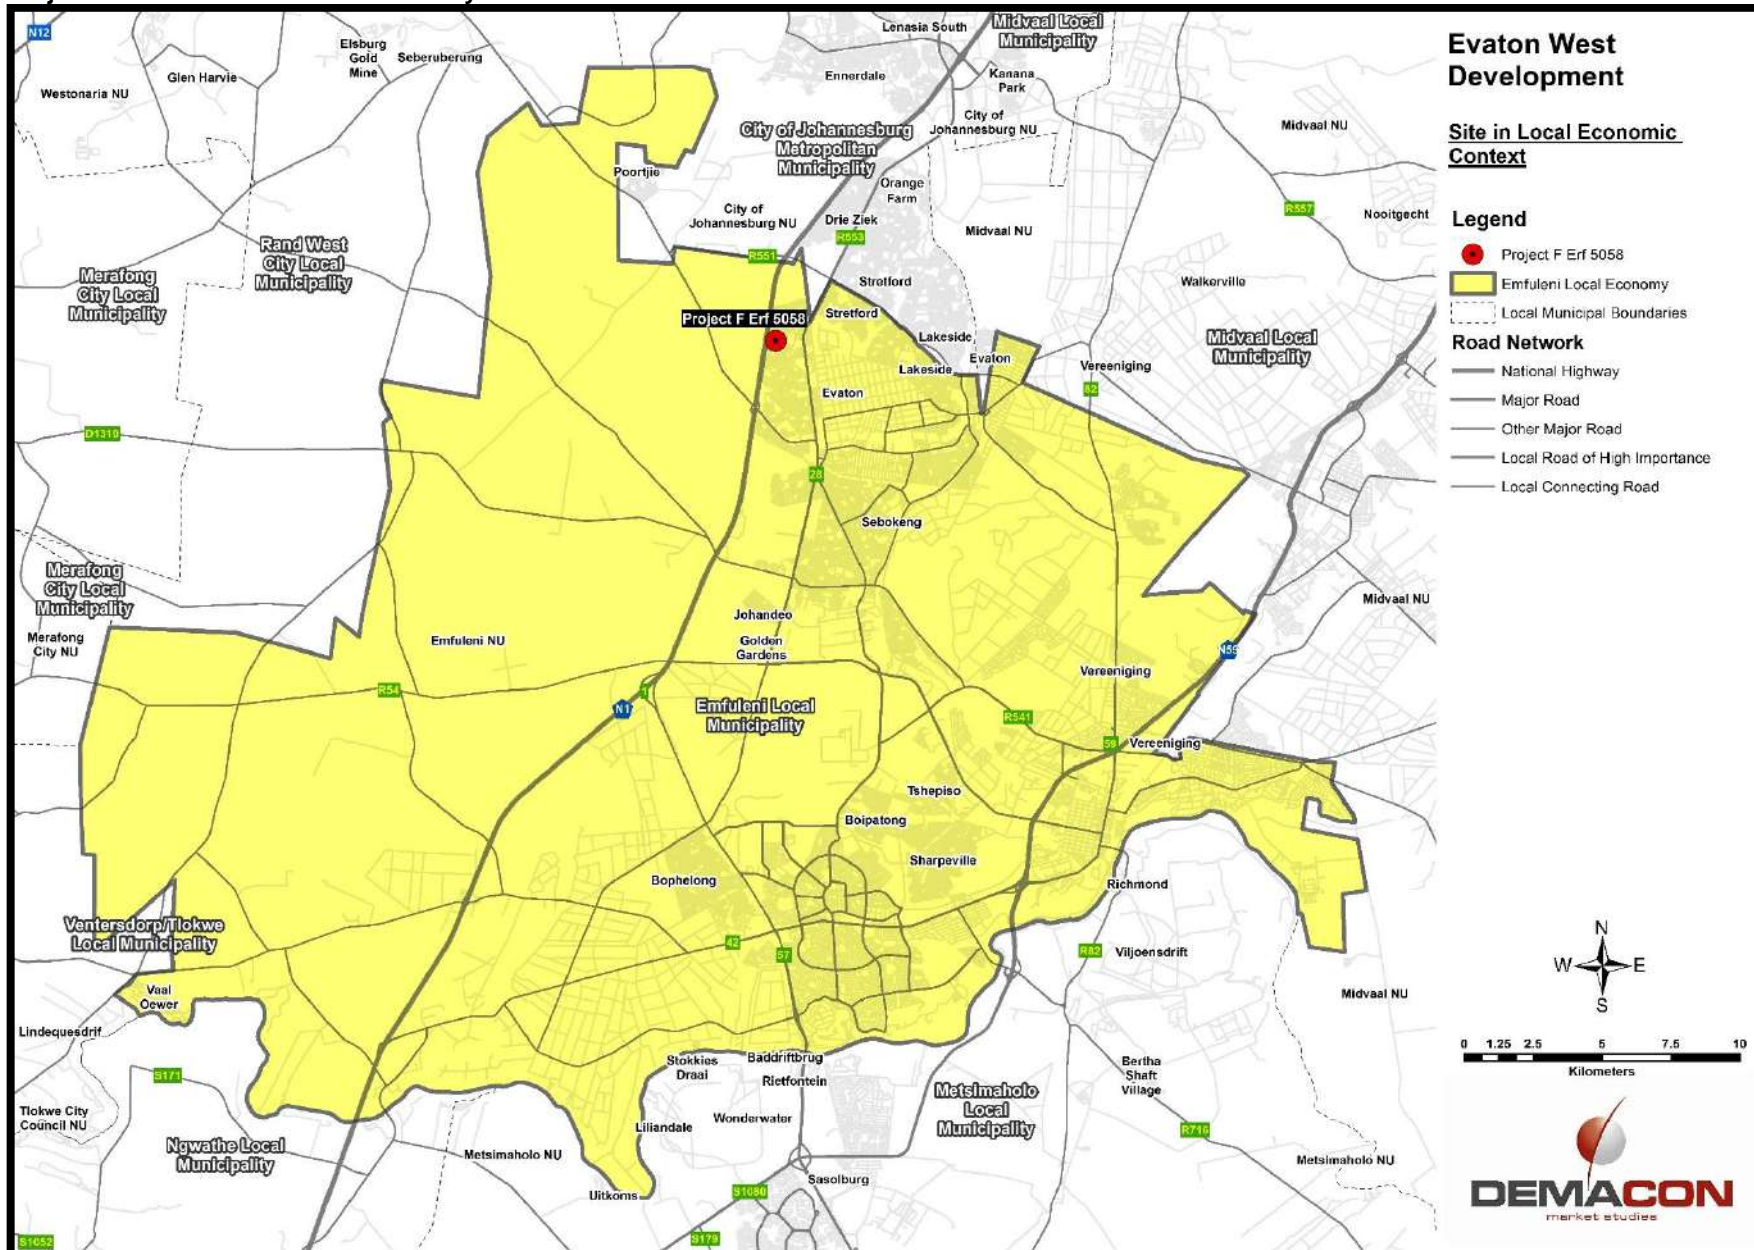 N12
Elsburg
Gold
Mine
Seberuberung
Glen Harvie
Westonaria NU
Lenasia South
Midvaal Local
Municipality
Ennerdale
Kanana
Park
City of
Johannesburg NU
Midvaal NU
City of Johannesburg
Metropolitan
Municipality
Poortjie
Orange
Farm
City of
Johannesburg NU
Drie Ziek
R553
R557
Nooitgecht
Midvaal NU
Rand West
City Local
Municipality
R551
Merafong
City Local
Municipality
Stretford
Walkerville
Project F Erf 5058
Stretford
Lakeside
Midvaal Local
Municipality
Evaton
Lakeside
Vereeniging
82
Evaton
D1319
28
Sebokeng
Merafong
City Local
Municipality
Midvaal NU
Johandeo
Merafong
City NU
Emfuleni NU
Golden
Gardens
N55
Vereeniging
R54
1
N1
Emfuleni Local
Municipality
R541
59
Vereeniging
Tshepiso
Boipatong
Sharpeville
Bophelong
Richmond
Ventersdorp/Tlokwe
Local Municipality
42
57
R82
Viljoensdrift
Vaal
Oewer
Midvaal NU
Lindequesdrif
S171
Stokkies
Draai
Baddriftbrug
Rietfontein
Bertha
Shaft
Village
Tlokwe City
Council NU
Wonderwater
Metsimaholo
Local
Municipality
Liliandale
R716
Ngwathe Local
Municipality
Metsimaholo NU
Metsimaholo NU
Uitkoms
Sasolburg
S1080
S1052
S179
Evaton West
Development
Site in Local Economic
Context
Legend
Project F Erf 5058
Emfuleni Local Economy
Local Municipal Boundaries
Road Network
National Highway
Major Road
Other Major Road
Local Road of High Importance
Local Connecting Road
N
W E
S
0 1.25 2.5 5 7.5 10
Kilometers
DEMACON
market studies